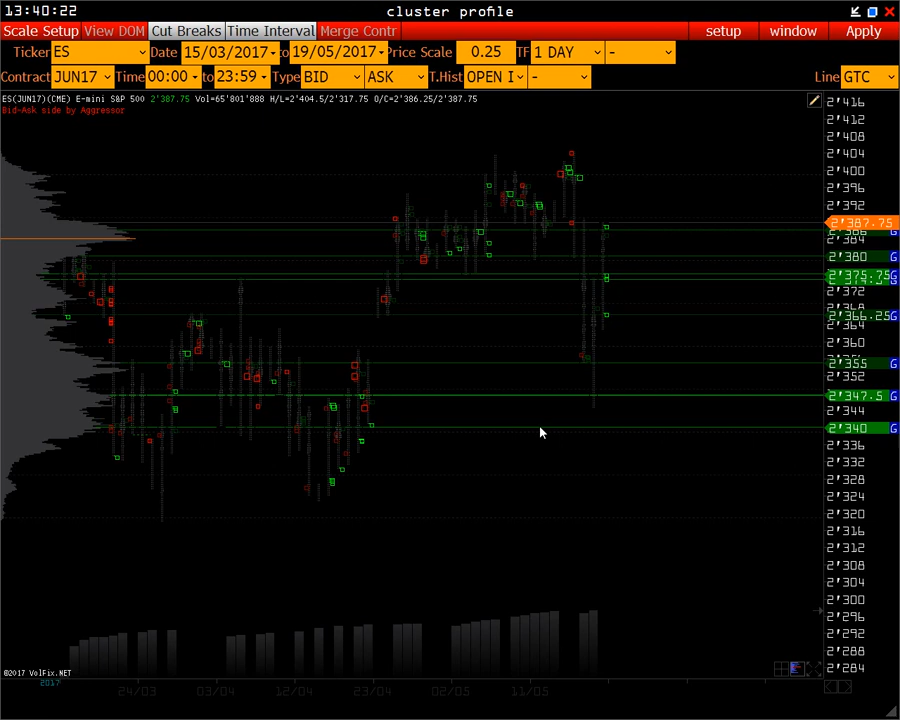 13:40:22 cluster profile
Scale Setup View DOM Cut Breaks Time Interval Merge Contr setup window Apply
Ticker ES Date 15/03/2017 to 19/05/2017 Price Scale 0.25 TF 1 DAY -
Contract JUN17 Time 00:00 to 23:59 Type BID ASK T.Hist OPEN I - Line GTC
ES(JUN17)(CME) E-mini S&P 500 2'387.75 Vol=65'801'888 H/L=2'404.5/2'317.75 O/C=2'386.25/2'387.75
Bid-Ask side by Aggressor
2'416
2'412
2'408
2'404
2'400
2'396
2'392
2'387.75
2'384
2'380 G
2'375.75 G
2'372
2'366.25 G
2'364
2'360
2'355 G
2'352
2'347.5 G
2'344
2'340 G
2'336
2'332
2'328
2'324
2'320
2'316
2'312
2'308
2'304
2'300
2'296
2'292
2'288
2'284
©2017 VolFix.NET
2017 24/03 03/04 12/04 23/04 02/05 11/05